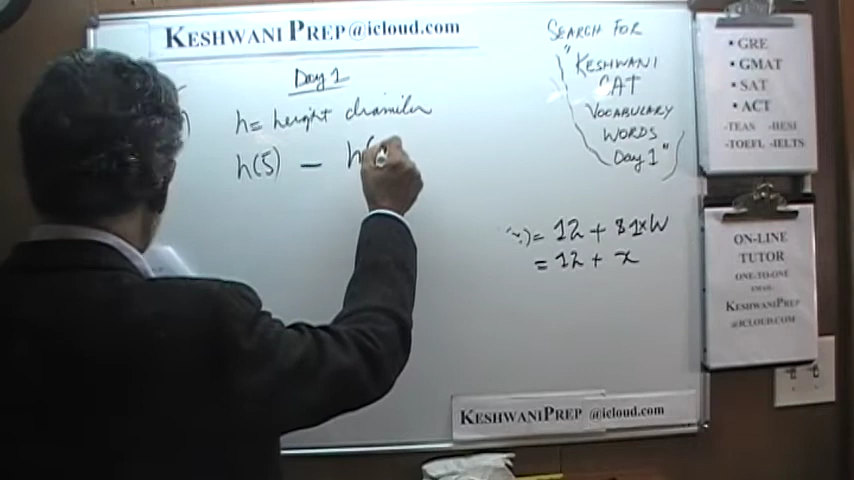 KESHWANI PREP @icloud.com
Day 1
h = height
h(5) — h(
SEARCH FOR
"KESHWANI
CAT
VOCABULARY
WORDS
Day 1"
= 12 + 81xW
= 12 + x
• GRE
• GMAT
• SAT
• ACT
-TEAS -HESI
-TOEFL -IELTS
ON-LINE
TUTOR
ONE-TO-ONE
EMAIL-
KESHWANIPREP
@ICLOUD.COM
KESHWANIPREP @icloud.com